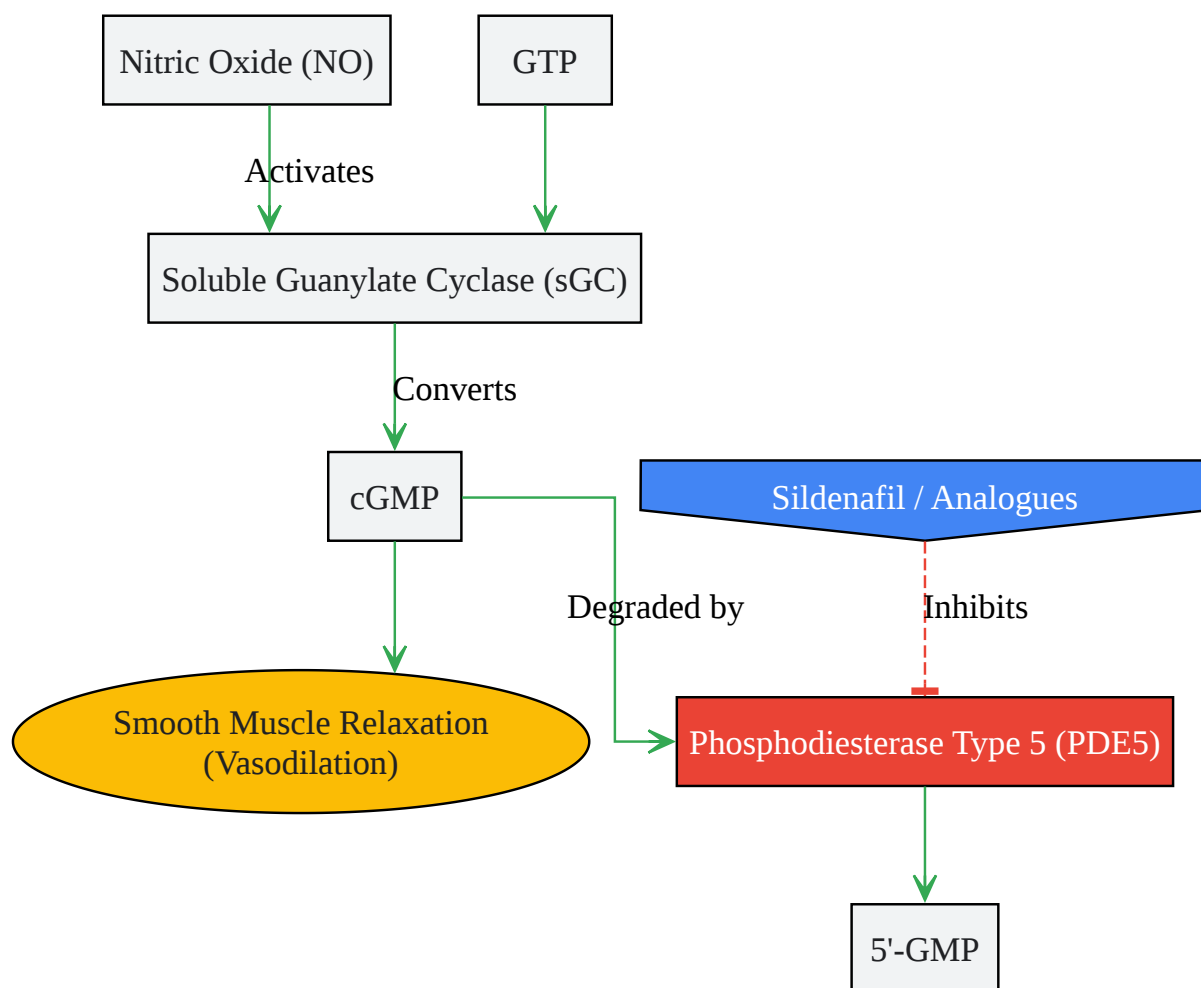 Nitric Oxide (NO)
GTP
Activates
Soluble Guanylate Cyclase (sGC)
Converts
cGMP
Sildenafil / Analogues
Degraded by
Inhibits
Smooth Muscle Relaxation
(Vasodilation)
Phosphodiesterase Type 5 (PDE5)
5'-GMP